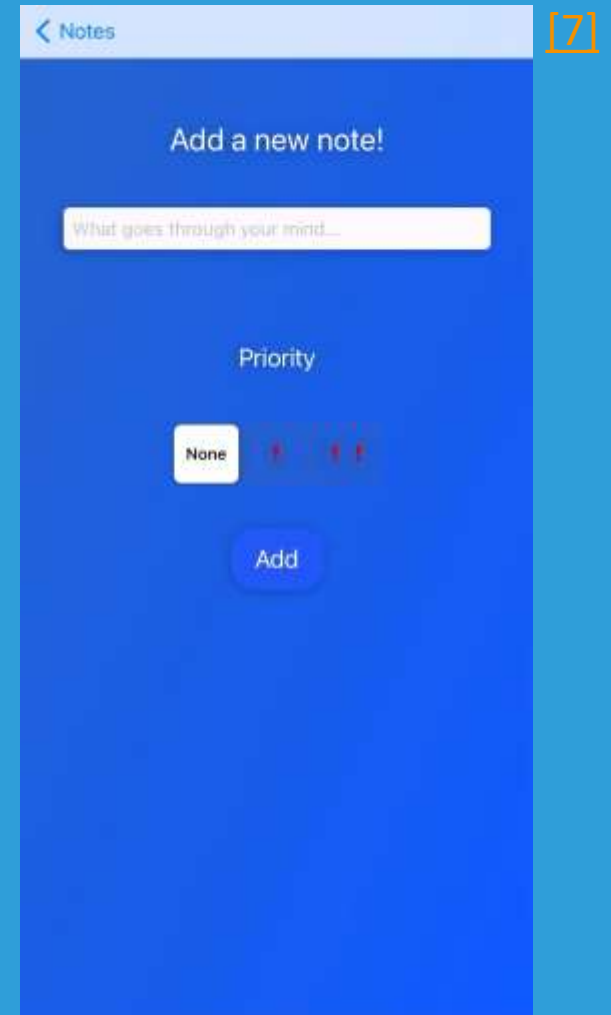 Notes
[7]
Add a new note!
What goes through your mind...
Priority
None ! ! !
Add